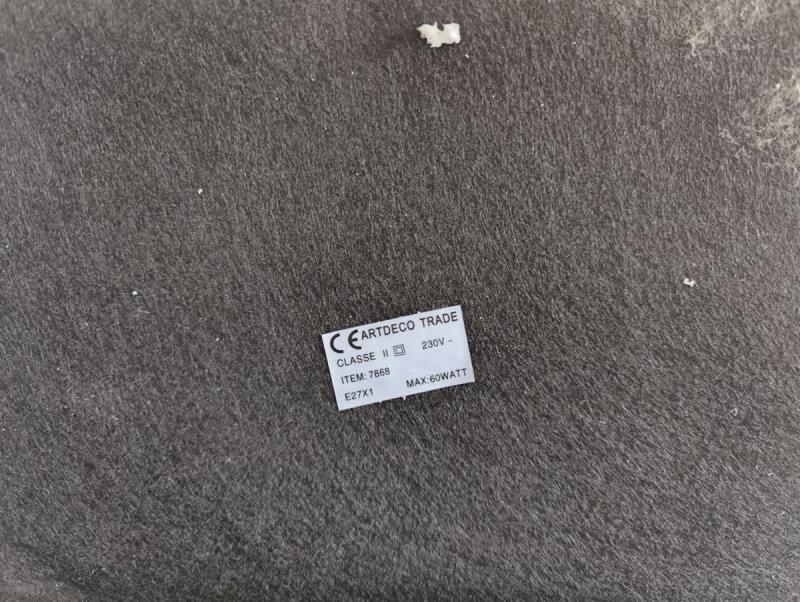 CE ARTDECO TRADE
CLASSE II 230V ~
ITEM: 7868
E27X1 MAX:60WATT